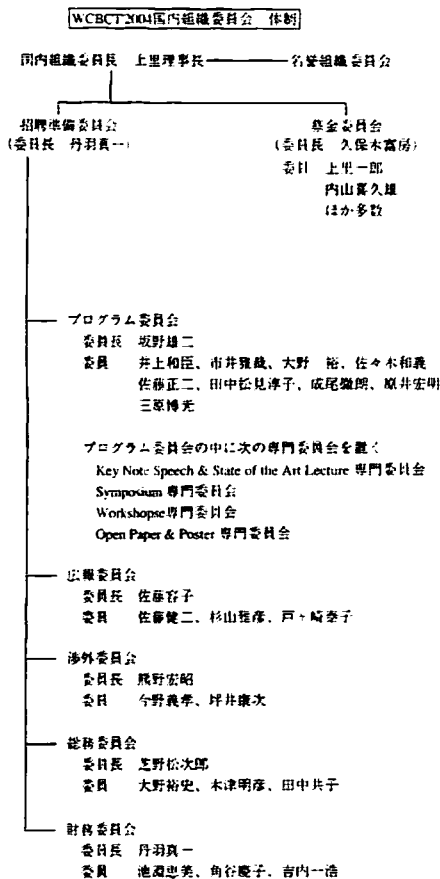 WCBCT2004国内組織委員会　体制
国内組織委員長　上里理事長　名誉組織委員会
招聘準備委員会　募金委員会
(委員長　丹羽真一)　(委員長　久保木富房)
委員　上里一郎
内山喜久雄
ほか多数
プログラム委員会
委員長　坂野雄二
委員　井上和臣、市井雅哉、大野　裕、佐々木和義
佐藤正二、田中松見淳子、成尾徹朗、原井宏明
三原博光
プログラム委員会の中に次の専門委員会を置く
Key Note Speech & State of the Art Lecture 専門委員会
Symposium 専門委員会
Workshopse専門委員会
Open Paper & Poster 専門委員会
広報委員会
委員長　佐藤容子
委員　佐藤健二、杉山雅彦、戸ヶ崎泰子
渉外委員会
委員長　熊野宏昭
委員　今野義孝、坪井康次
総務委員会
委員長　芝野松次郎
委員　大野裕史、木津明彦、田中共子
財務委員会
委員長　丹羽真一
委員　池淵恵美、角谷慶子、吉内一浩